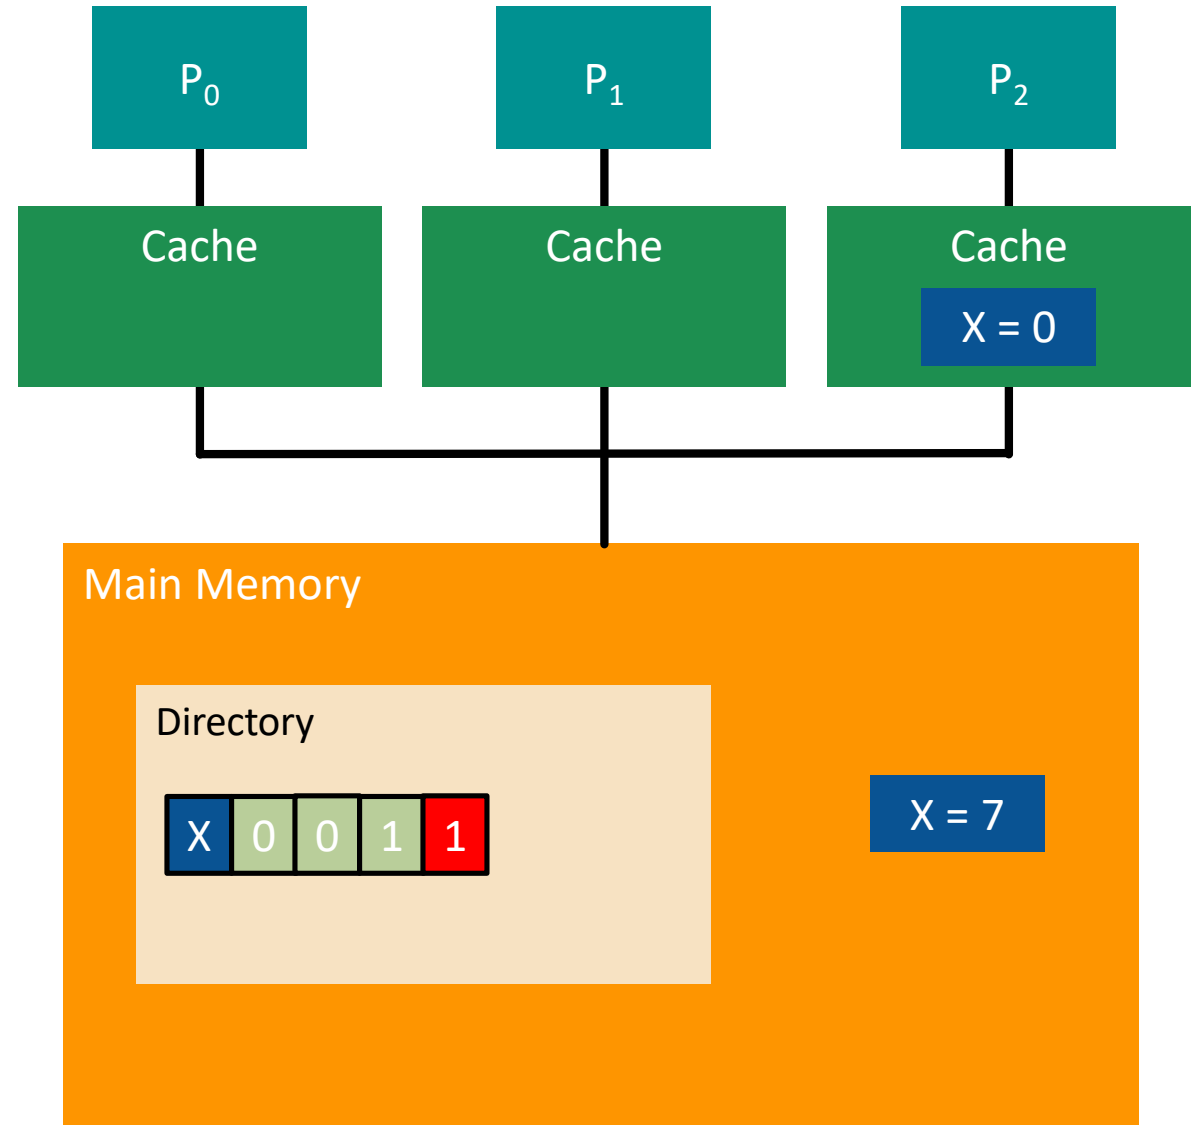 P₀ P₁ P₂
Cache Cache Cache
X = 0
Main Memory
Directory
X 0 0 1 1
X = 7